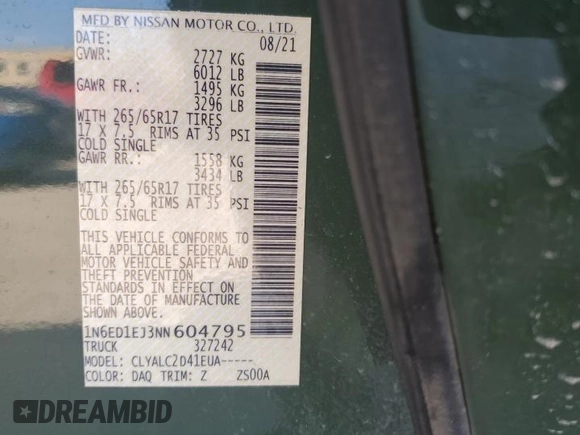 MFD BY NISSAN MOTOR CO., LTD.
DATE: 08/21
GVWR: 2727 KG
6012 LB
GAWR FR.: 1495 KG
3296 LB
WITH 265/65R17 TIRES
17 X 7.5 RIMS AT 35 PSI
COLD SINGLE
GAWR RR.: 1558 KG
3434 LB
WITH 265/65R17 TIRES
17 X 7.5 RIMS AT 35 PSI
COLD SINGLE
THIS VEHICLE CONFORMS TO
ALL APPLICABLE FEDERAL
MOTOR VEHICLE SAFETY AND
THEFT PREVENTION
STANDARDS IN EFFECT ON
THE DATE OF MANUFACTURE
SHOWN ABOVE.
1N6ED1EJ3NN604795
TRUCK 327242
MODEL: CLYALC2D41EUA-----
COLOR: DAQ TRIM: Z ZS00A
DREAMBID